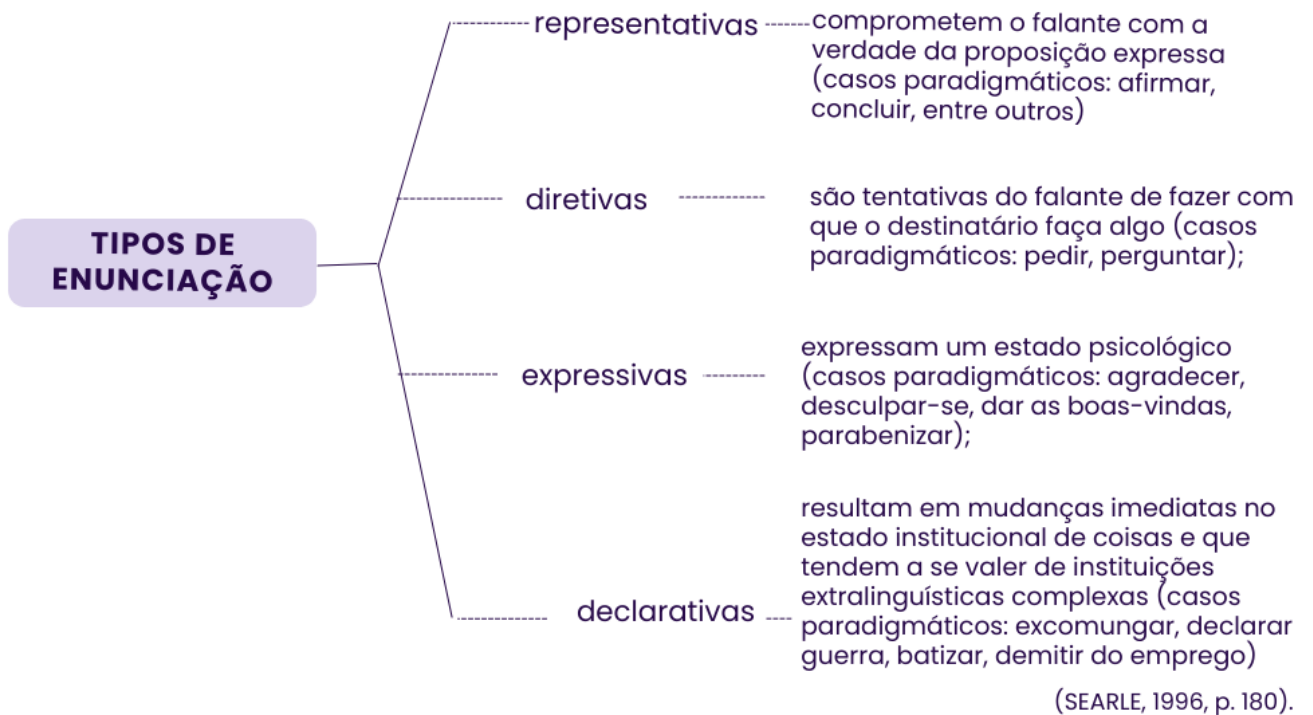 representativas
comprometem o falante com a
verdade da proposição expressa
(casos paradigmáticos: afirmar,
concluir, entre outros)
diretivas
são tentativas do falante de fazer com
que o destinatário faça algo (casos
paradigmáticos: pedir, perguntar);
TIPOS DE
ENUNCIAÇÃO
expressivas
expressam um estado psicológico
(casos paradigmáticos: agradecer,
desculpar-se, dar as boas-vindas,
parabenizar);
declarativas
resultam em mudanças imediatas no
estado institucional de coisas e que
tendem a se valer de instituições
extralinguísticas complexas (casos
paradigmáticos: excomungar, declarar
guerra, batizar, demitir do emprego)
(SEARLE, 1996, p. 180).